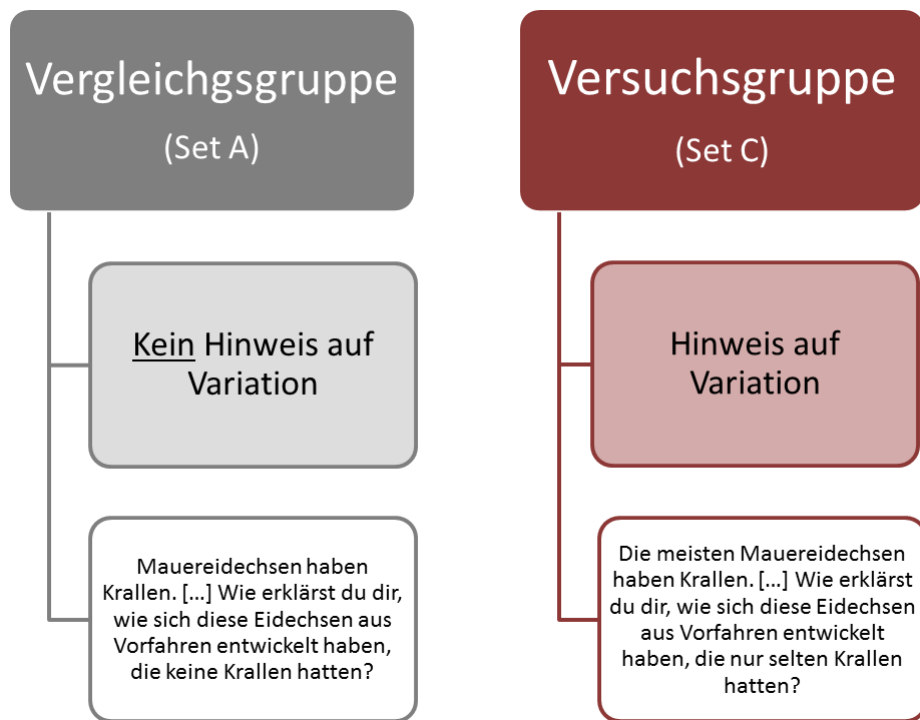 Vergleichgsgruppe
(Set A)
Kein Hinweis auf
Variation
Mauereidechsen haben
Krallen. [...] Wie erklärst du dir,
wie sich diese Eidechsen aus
Vorfahren entwickelt haben,
die keine Krallen hatten?
Versuchsgruppe
(Set C)
Hinweis auf
Variation
Die meisten Mauereidechsen
haben Krallen. [...] Wie erklärst
du dir, wie sich diese Eidechsen
aus Vorfahren entwickelt
haben, die nur selten Krallen
hatten?